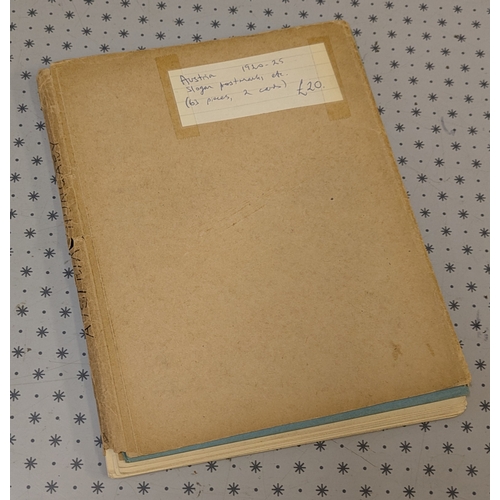 Austria 1920-25
Slogan postmarks, etc.
(63 pieces, 2 cards) £20.